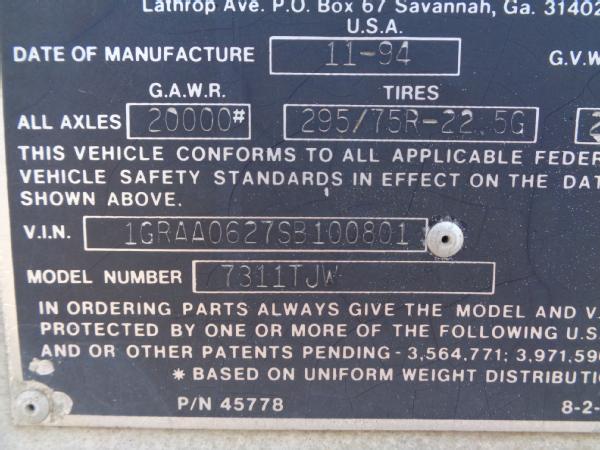 Lathrop Ave. P.O. Box 67 Savannah, Ga. 31402
U.S.A.
DATE OF MANUFACTURE 11-94 G.V.W
G.A.W.R. TIRES
ALL AXLES 20000# 295/75R-22.5G
THIS VEHICLE CONFORMS TO ALL APPLICABLE FEDER
VEHICLE SAFETY STANDARDS IN EFFECT ON THE DAT
SHOWN ABOVE.
V.I.N. 1GRAA0627SB100801
MODEL NUMBER 7311TJW
IN ORDERING PARTS ALWAYS GIVE THE MODEL AND V.
PROTECTED BY ONE OR MORE OF THE FOLLOWING U.S
AND OR OTHER PATENTS PENDING - 3,564,771; 3,971,590
* BASED ON UNIFORM WEIGHT DISTRIBUTI
P/N 45778 8-2-